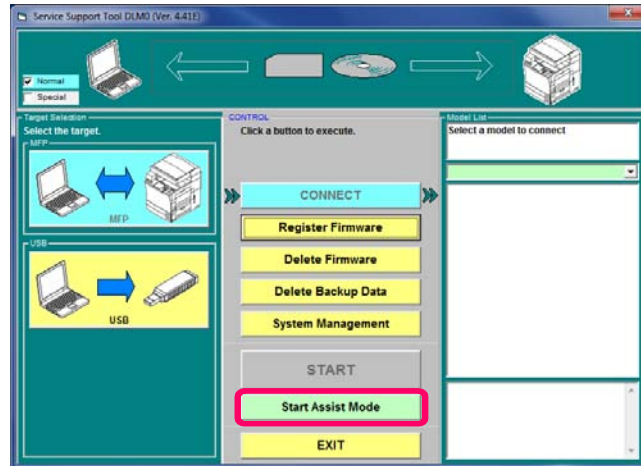 Service Support Tool DLM0 (Ver. 4.41E)
Normal
Special
Target Selection
Select the target.
MFP
MFP
USB
USB
CONTROL
Click a button to execute.
CONNECT
Register Firmware
Delete Firmware
Delete Backup Data
System Management
START
Start Assist Mode
EXIT
Model List
Select a model to connect